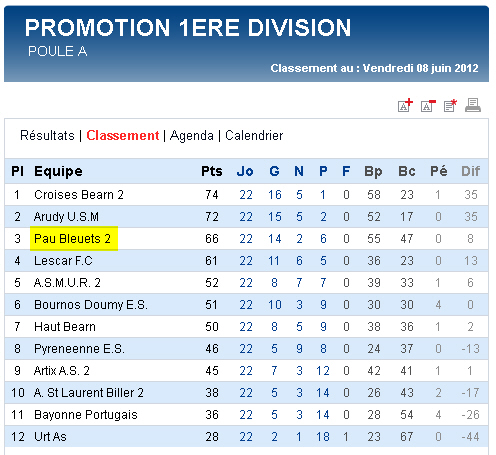 PROMOTION 1ERE DIVISION
POULE A
Classement au : Vendredi 08 juin 2012
Résultats | Classement | Agenda | Calendrier
Pl Equipe Pts Jo G N P F Bp Bc Pé Dif
1 Croises Bearn 2 74 22 16 5 1 0 58 23 1 35
2 Arudy U.S.M 72 22 15 5 2 0 52 17 0 35
3 Pau Bleuets 2 66 22 14 2 6 0 55 47 0 8
4 Lescar F.C 61 22 11 6 5 0 36 23 0 13
5 A.S.M.U.R. 2 52 22 8 7 7 0 39 33 1 6
6 Bournos Doumy E.S. 51 22 10 3 9 0 30 30 4 0
7 Haut Bearn 50 22 8 5 9 0 38 36 1 2
8 Pyreneenne E.S. 46 22 5 9 8 0 24 37 0 -13
9 Artix A.S. 2 45 22 7 3 12 0 42 41 1 1
10 A. St Laurent Biller 2 38 22 5 3 14 0 26 43 2 -17
11 Bayonne Portugais 36 22 5 3 14 0 28 54 4 -26
12 Urt As 28 22 2 1 18 1 23 67 0 -44